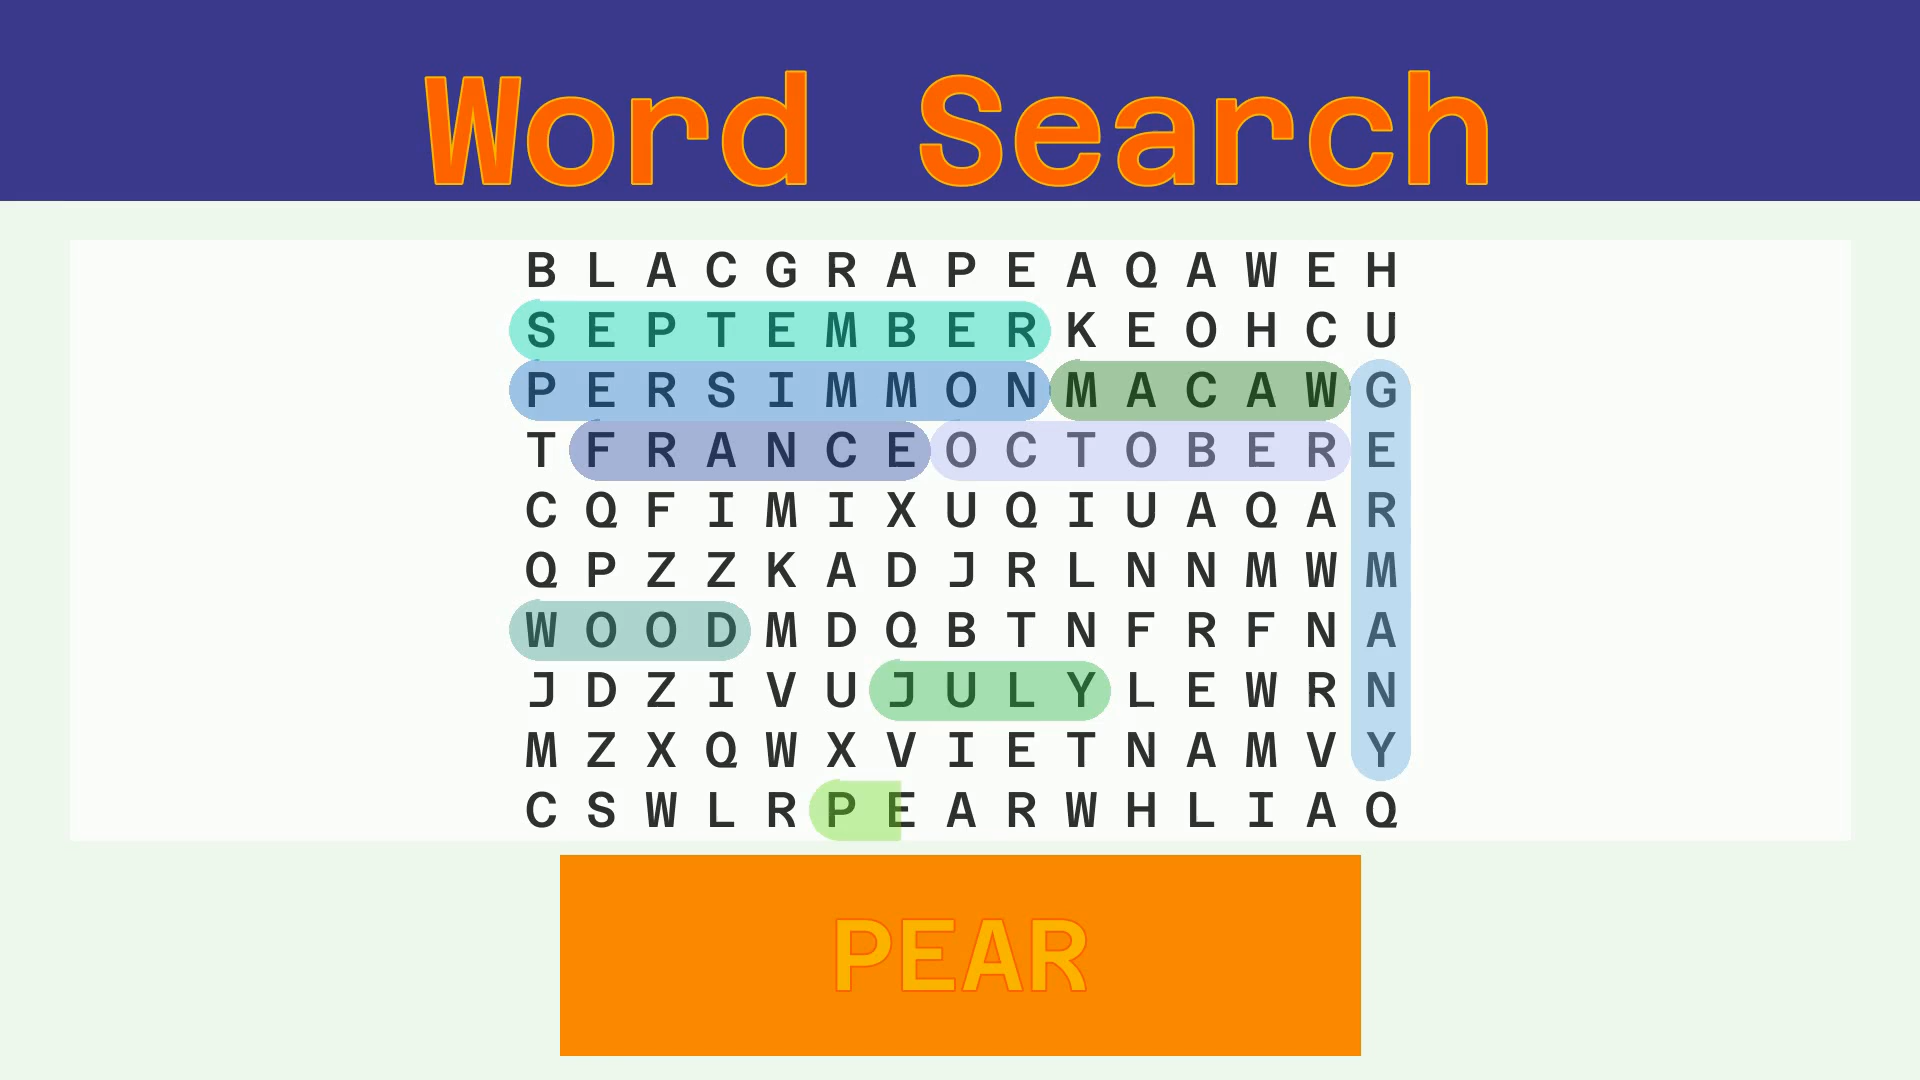 Word Search
B L A C G R A P E A Q A W E H
S E P T E M B E R K E O H C U
P E R S I M M O N M A C A W G
T F R A N C E O C T O B E R E
C Q F I M I X U Q I U A Q A R
Q P Z Z K A D J R L N N M W M
W O O D M D Q B T N F R F N A
J D Z I V U J U L Y L E W R N
M Z X Q W X V I E T N A M V Y
C S W L R P E A R W H L I A Q
PEAR